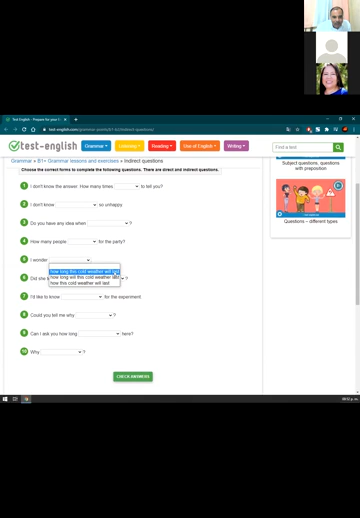 Test-English - Prepare for your E
test-english.com/grammar-points/b1-b2/indirect-questions/
test-english
Grammar
Listening
Reading
Use of English
Writing
Find a test
Grammar » B1+ Grammar lessons and exercises » Indirect questions
Choose the correct forms to complete the following questions. There are direct and indirect questions.
1 I don't know the answer. How many times to tell you?
2 I don't know so unhappy.
3 Do you have any idea when ?
4 How many people for the party?
5 I wonder .
how long this cold weather will last
how long will this cold weather last
how this cold weather will last
6 Did she ?
7 I'd like to know for the experiment.
8 Could you tell me why ?
9 Can I ask you how long here?
10 Why ?
CHECK ANSWERS
Subject questions, questions with preposition
Questions – different types